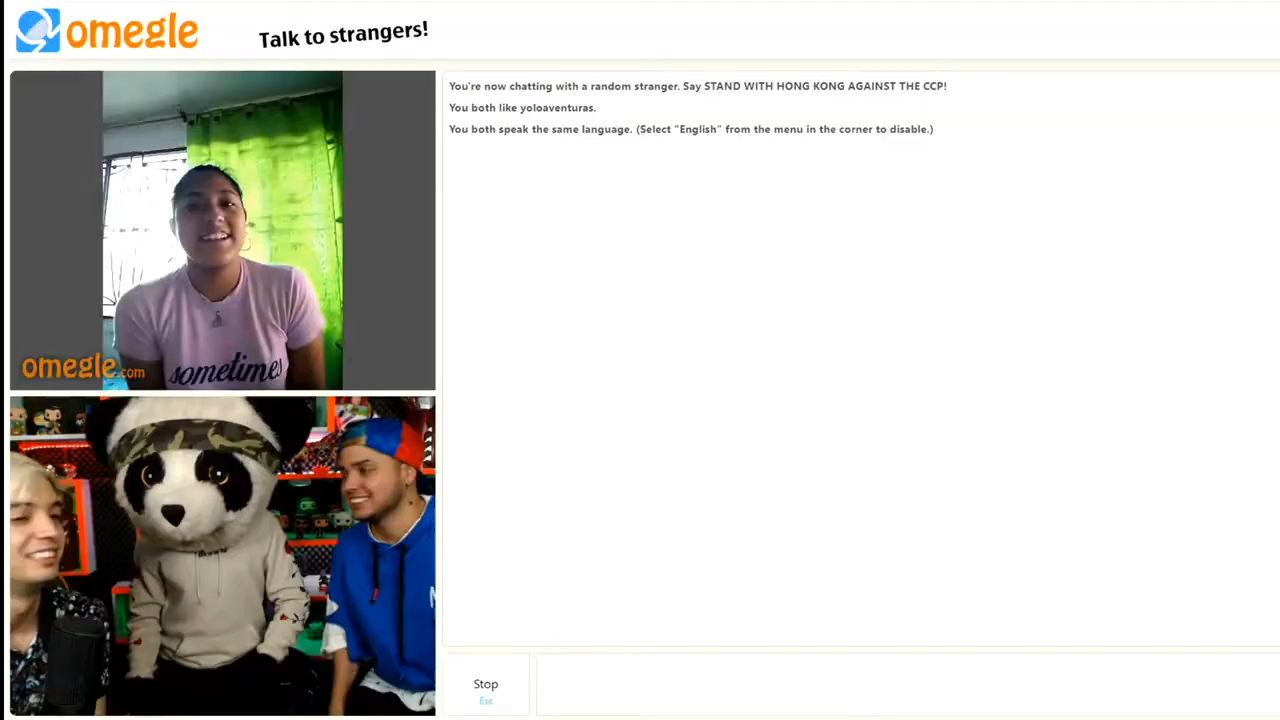 omegle
Talk to strangers!
You're now chatting with a random stranger. Say STAND WITH HONG KONG AGAINST THE CCP!
You both like yoloaventuras.
You both speak the same language. (Select "English" from the menu in the corner to disable.)
sometimes
omegle.com
Stop
Esc